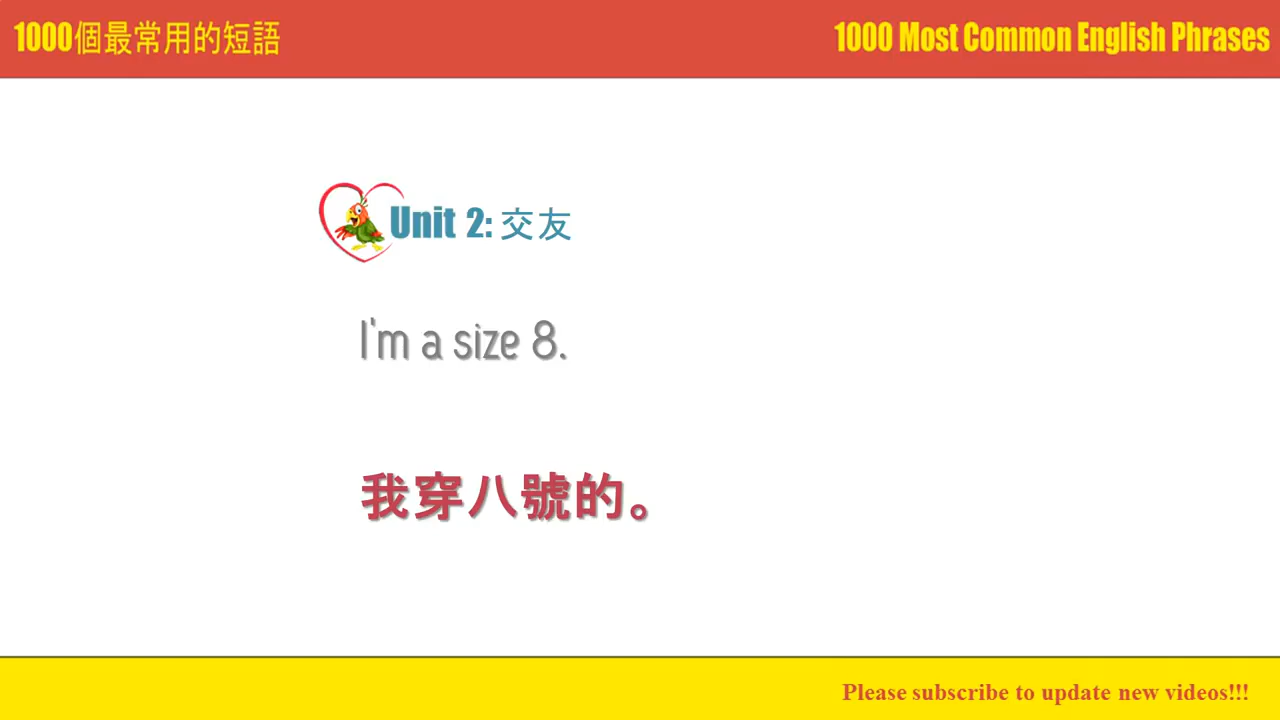 1000個最常用的短語
1000 Most Common English Phrases
Unit 2: 交友
I'm a size 8.
我穿八號的。
Please subscribe to update new videos!!!